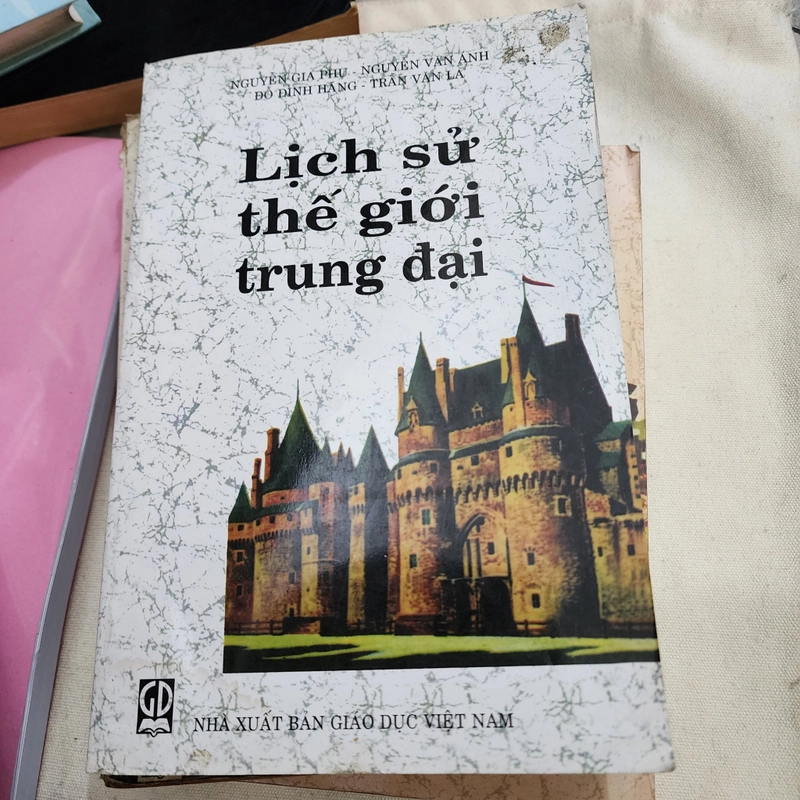 NGUYỄN GIA PHU - NGUYỄN VĂN ÁNH
ĐỖ ĐÌNH HÃNG - TRẦN VĂN LA
Lịch sử
thế giới
trung đại
GD
NHÀ XUẤT BẢN GIÁO DỤC VIỆT NAM